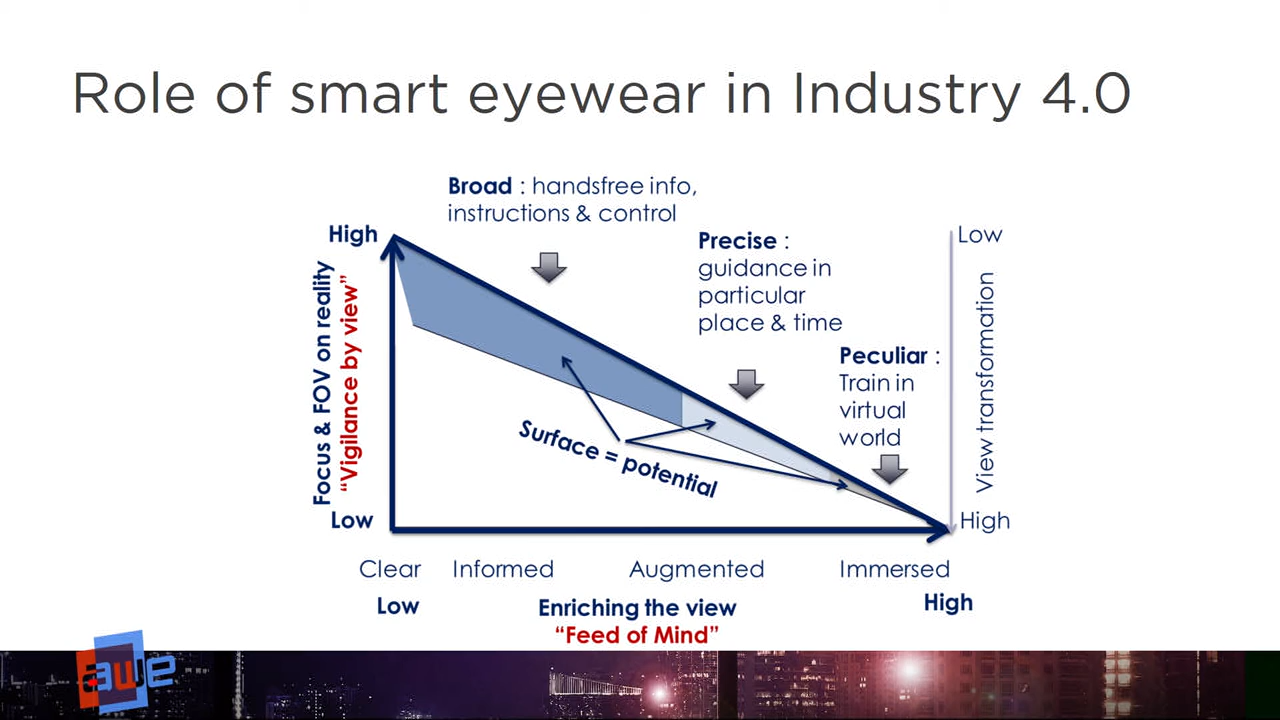 Role of smart eyewear in Industry 4.0
Broad : handsfree info,
instructions & control
High
Precise :
guidance in
particular
place & time
Low
Focus & FOV on reality
“Vigilance by view”
View transformation
Peculiar :
Train in
virtual
world
Surface = potential
Low
High
Clear
Informed
Augmented
Immersed
Low
Enriching the view
High
“Feed of Mind”
awe